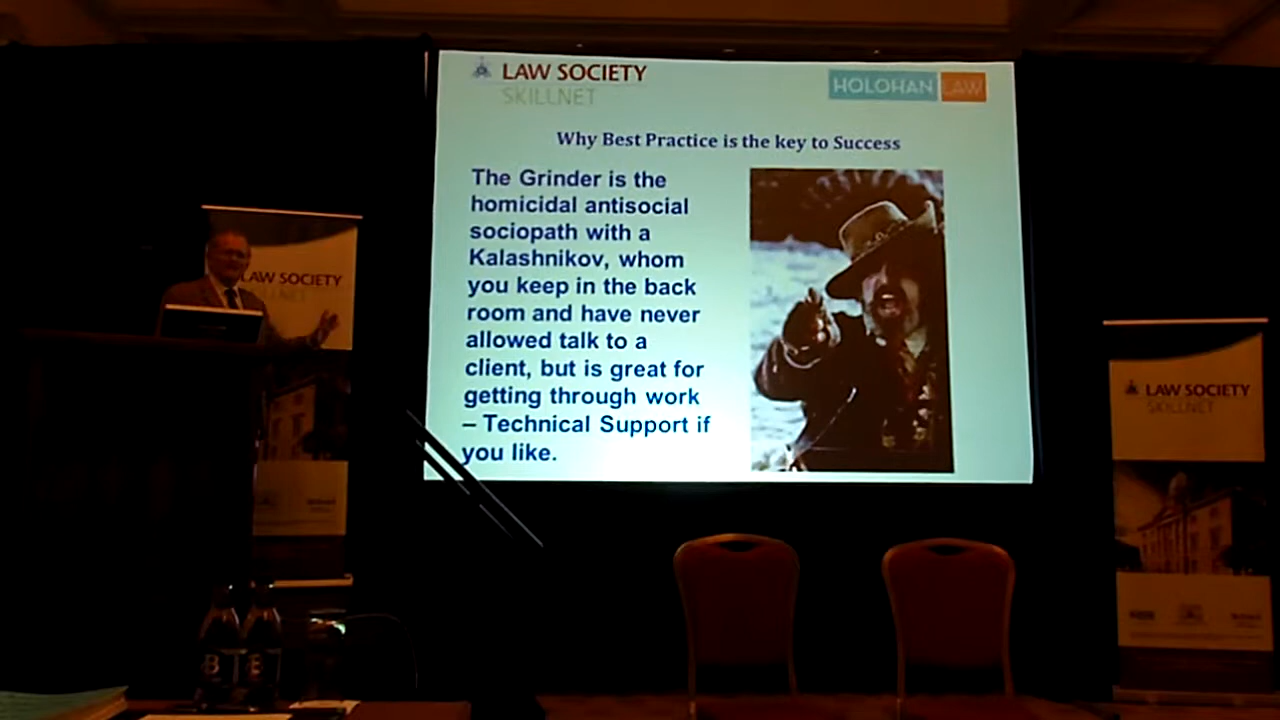 LAW SOCIETY
SKILLNET
HOLOHAN LAW
Why Best Practice is the key to Success
The Grinder is the
homicidal antisocial
sociopath with a
Kalashnikov, whom
you keep in the back
room and have never
allowed talk to a
client, but is great for
getting through work
– Technical Support if
you like.
LAW SOCIETY
LAW SOCIETY
SKILLNET